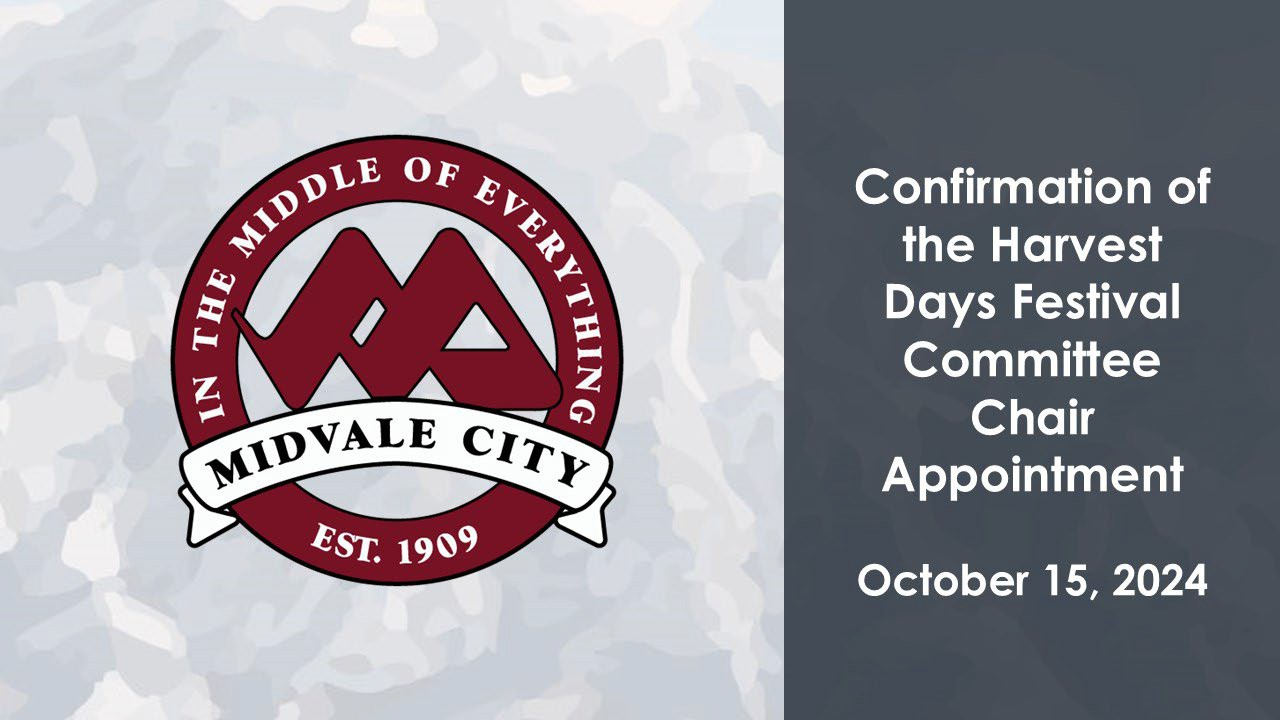 IN THE MIDDLE OF EVERYTHING
MIDVALE CITY
EST. 1909
Confirmation of
the Harvest
Days Festival
Committee
Chair
Appointment
October 15, 2024